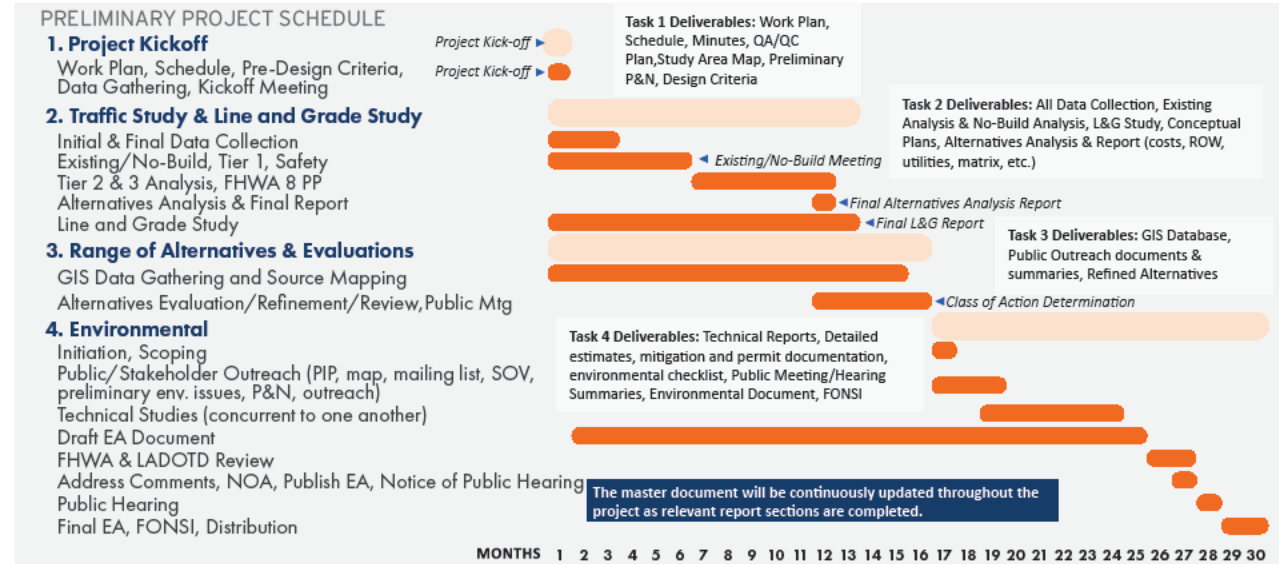 PRELIMINARY PROJECT SCHEDULE
1. Project Kickoff
Project Kick-off
Work Plan, Schedule, Pre-Design Criteria,
Data Gathering, Kickoff Meeting
Project Kick-off
Task 1 Deliverables: Work Plan,
Schedule, Minutes, QA/QC
Plan,Study Area Map, Preliminary
P&N, Design Criteria
2. Traffic Study & Line and Grade Study
Initial & Final Data Collection
Existing/No-Build, Tier 1, Safety
Existing/No-Build Meeting
Tier 2 & 3 Analysis, FHWA 8 PP
Alternatives Analysis & Final Report
Final Alternatives Analysis Report
Line and Grade Study
Final L&G Report
Task 2 Deliverables: All Data Collection, Existing
Analysis & No-Build Analysis, L&G Study, Conceptual
Plans, Alternatives Analysis & Report (costs, ROW,
utilities, matrix, etc.)
3. Range of Alternatives & Evaluations
GIS Data Gathering and Source Mapping
Alternatives Evaluation/Refinement/Review,Public Mtg
Class of Action Determination
Task 3 Deliverables: GIS Database,
Public Outreach documents &
summaries, Refined Alternatives
4. Environmental
Initiation, Scoping
Public/Stakeholder Outreach (PIP, map, mailing list, SOV,
preliminary env. issues, P&N, outreach)
Technical Studies (concurrent to one another)
Draft EA Document
FHWA & LADOTD Review
Address Comments, NOA, Publish EA, Notice of Public Hearing
Public Hearing
Final EA, FONSI, Distribution
Task 4 Deliverables: Technical Reports, Detailed
estimates, mitigation and permit documentation,
environmental checklist, Public Meeting/Hearing
Summaries, Environmental Document, FONSI
The master document will be continuously updated throughout the
project as relevant report sections are completed.
MONTHS 1 2 3 4 5 6 7 8 9 10 11 12 13 14 15 16 17 18 19 20 21 22 23 24 25 26 27 28 29 30